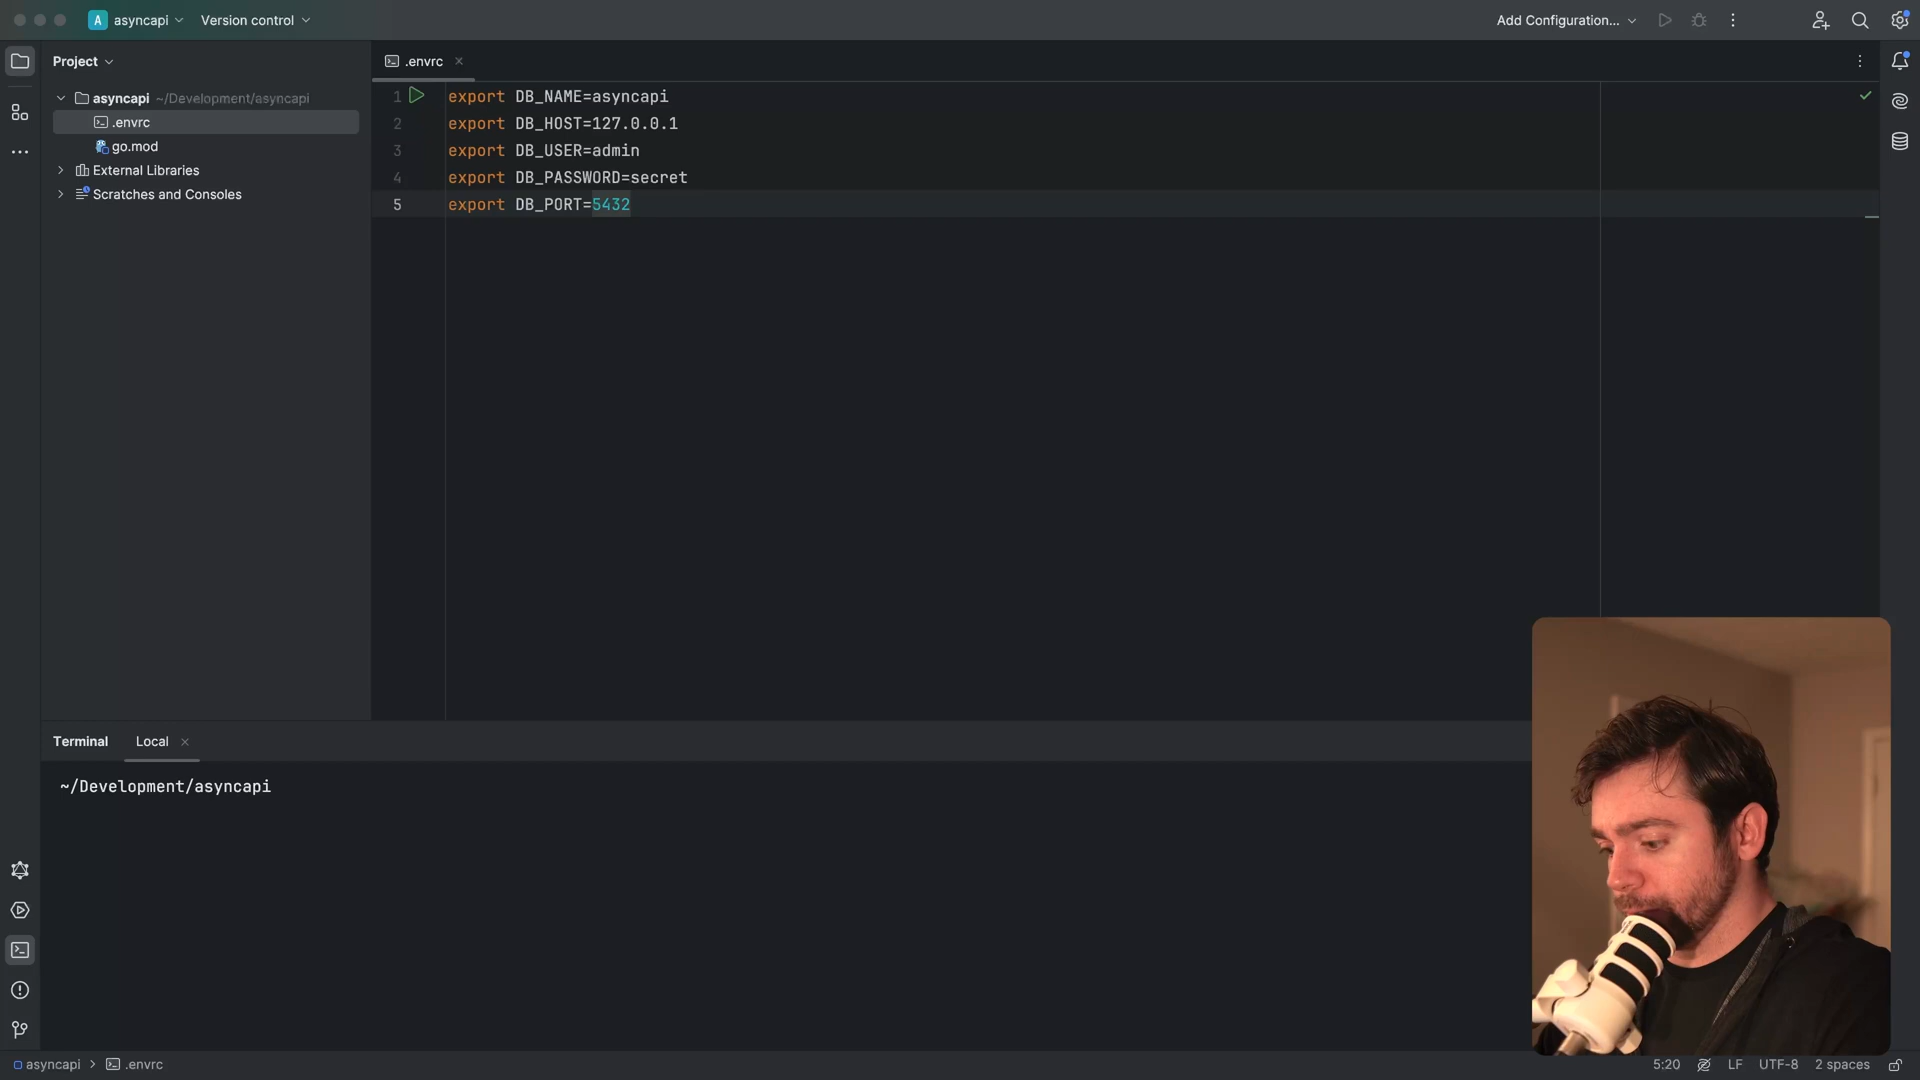 A asyncapi Version control Add Configuration...
Project
.envrc
asyncapi ~/Development/asyncapi
.envrc
go.mod
External Libraries
Scratches and Consoles
1 export DB_NAME=asyncapi
2 export DB_HOST=127.0.0.1
3 export DB_USER=admin
4 export DB_PASSWORD=secret
5 export DB_PORT=5432
Terminal Local
~/Development/asyncapi
asyncapi .envrc 5:20 LF UTF-8 2 spaces